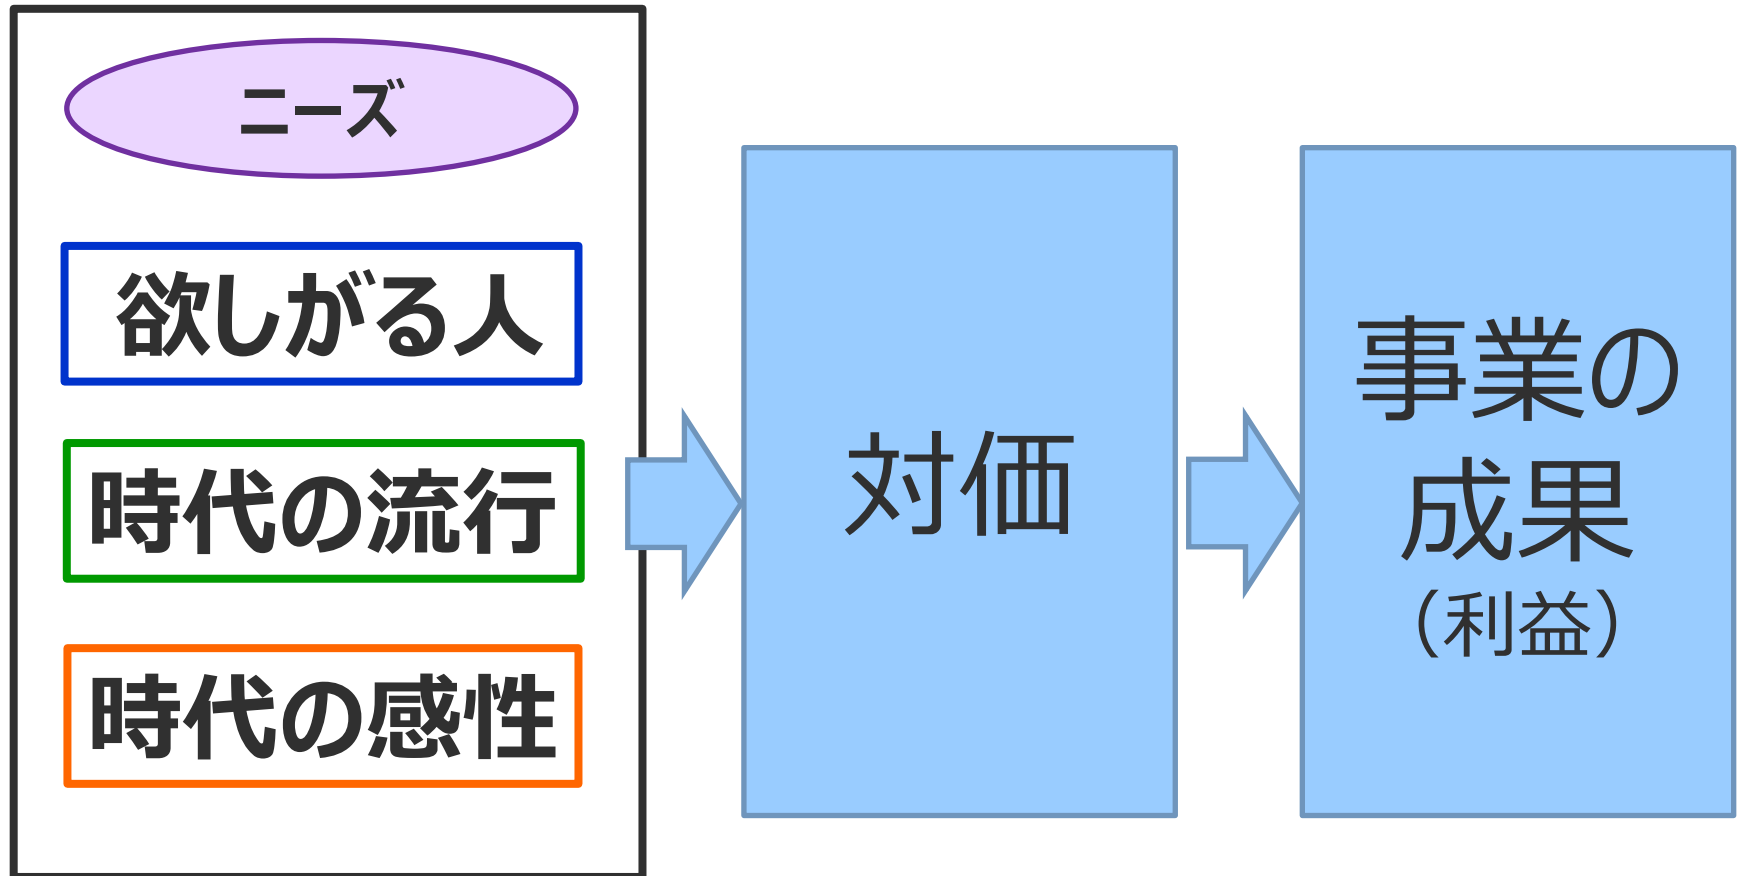 ニーズ
欲しがる人
時代の流行
時代の感性
対価
事業の
成果
（利益）